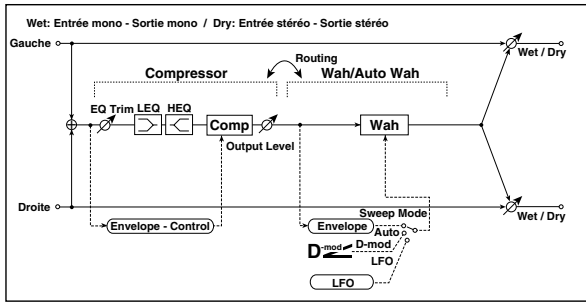 Wet: Entrée mono - Sortie mono / Dry: Entrée stéréo - Sortie stéréo
Gauche
Wet / Dry
Routing
Compressor
Wah/Auto Wah
EQ Trim LEQ HEQ
Comp
Wah
Output Level
Droite
Wet / Dry
Envelope - Control
Envelope
Sweep Mode
Auto
D-mod
D-mod
LFO
LFO